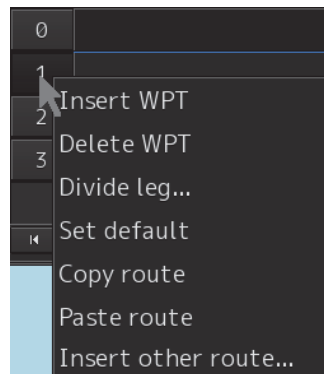 0
1
Insert WPT
2
Delete WPT
3
Divide leg...
Set default
Copy route
Paste route
Insert other route...